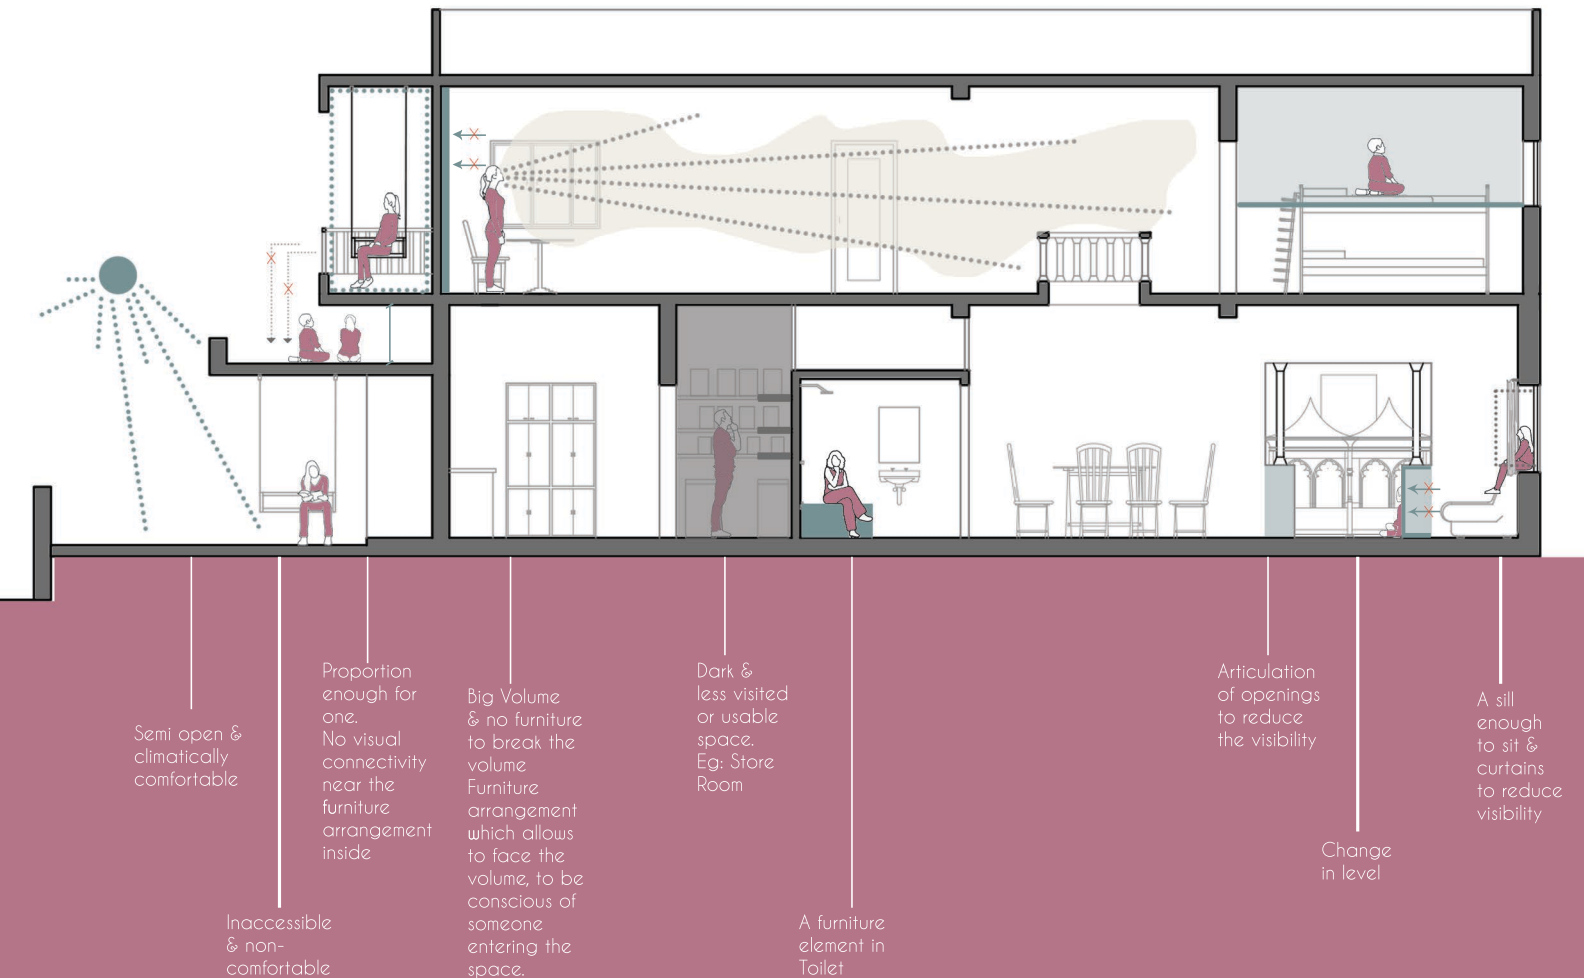 Semi open &
climatically
comfortable
Inaccessible
& non-
comfortable
Proportion
enough for
one.
No visual
connectivity
near the
furniture
arrangement
inside
Big Volume
& no furniture
to break the
volume
Furniture
arrangement
which allows
to face the
volume, to be
conscious of
someone
entering the
space.
Dark &
less visited
or usable
space.
Eg: Store
Room
A furniture
element in
Toilet
Articulation
of openings
to reduce
the visibility
Change
in level
A sill
enough
to sit &
curtains
to reduce
visibility